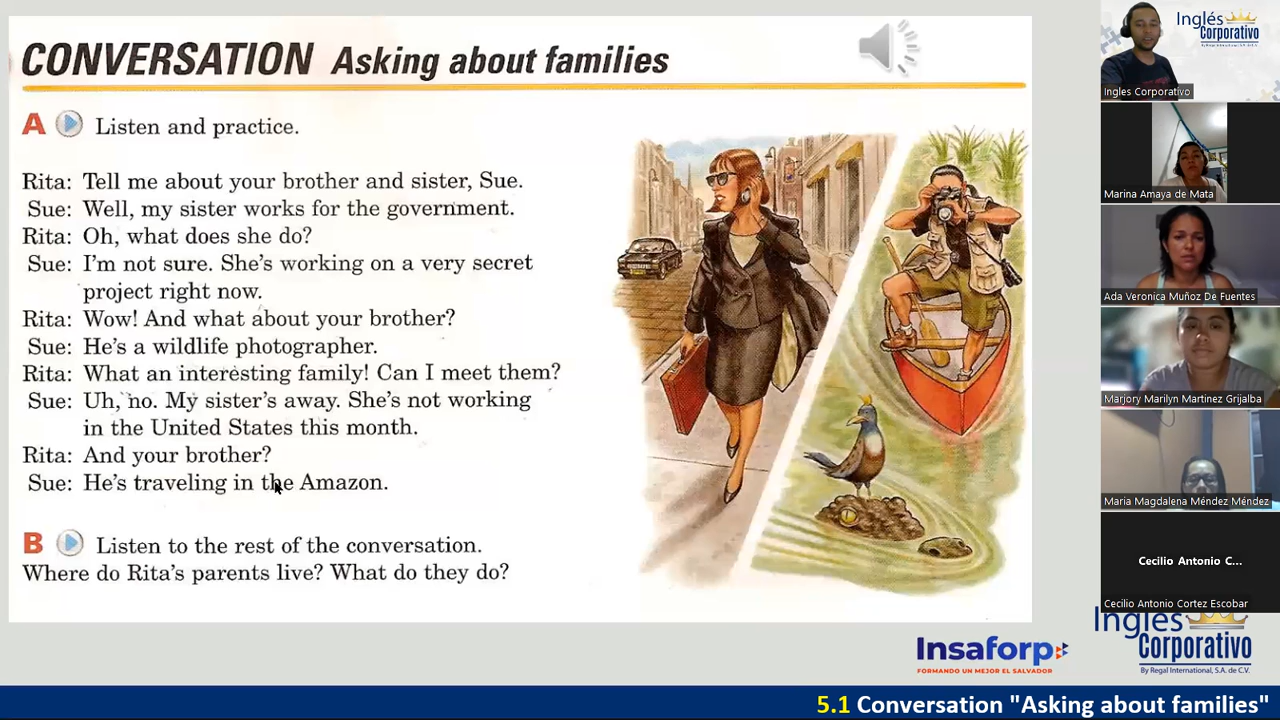 CONVERSATION Asking about families
A Listen and practice.
Rita: Tell me about your brother and sister, Sue.
Sue: Well, my sister works for the government.
Rita: Oh, what does she do?
Sue: I'm not sure. She's working on a very secret
project right now.
Rita: Wow! And what about your brother?
Sue: He's a wildlife photographer.
Rita: What an interesting family! Can I meet them?
Sue: Uh, no. My sister's away. She's not working
in the United States this month.
Rita: And your brother?
Sue: He's traveling in the Amazon.
B Listen to the rest of the conversation.
Where do Rita's parents live? What do they do?
Inglés
Corporativo
Ingles Corporativo
Marina Amaya de Mata
Ada Veronica Muñoz De Fuentes
Marjory Marilyn Martinez Grijalba
Maria Magdalena Méndez Méndez
Cecilio Antonio C...
Cecilio Antonio Cortez Escobar
Insaforp
FORMANDO UN MEJOR EL SALVADOR
Inglés
Corporativo
By Regal International, S.A. de C.V.
5.1 Conversation "Asking about families"